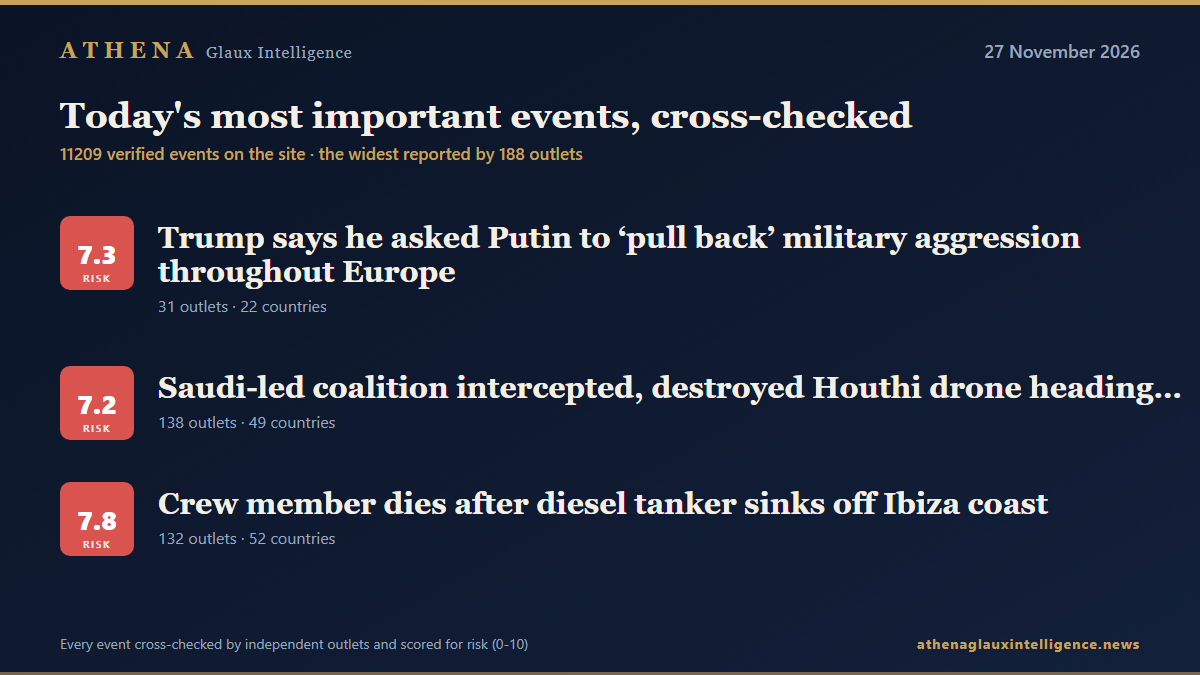 ATHENA Glaux Intelligence
27 November 2026
Today's most important events, cross-checked
11209 verified events on the site · the widest reported by 188 outlets
7.3
RISK
Trump says he asked Putin to ‘pull back’ military aggression
throughout Europe
31 outlets · 22 countries
7.2
RISK
Saudi-led coalition intercepted, destroyed Houthi drone heading...
138 outlets · 49 countries
7.8
RISK
Crew member dies after diesel tanker sinks off Ibiza coast
132 outlets · 52 countries
Every event cross-checked by independent outlets and scored for risk (0-10)
athenaglauxintelligence.news